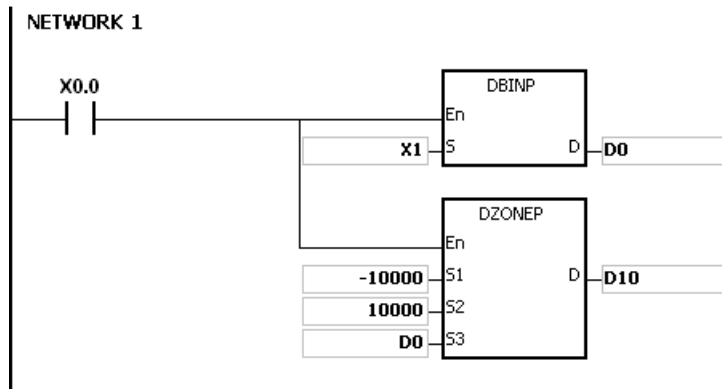 NETWORK 1
X0.0
DBINP
En
X1 S D D0
DZONEP
En
-10000 S1 D D10
10000 S2
D0 S3